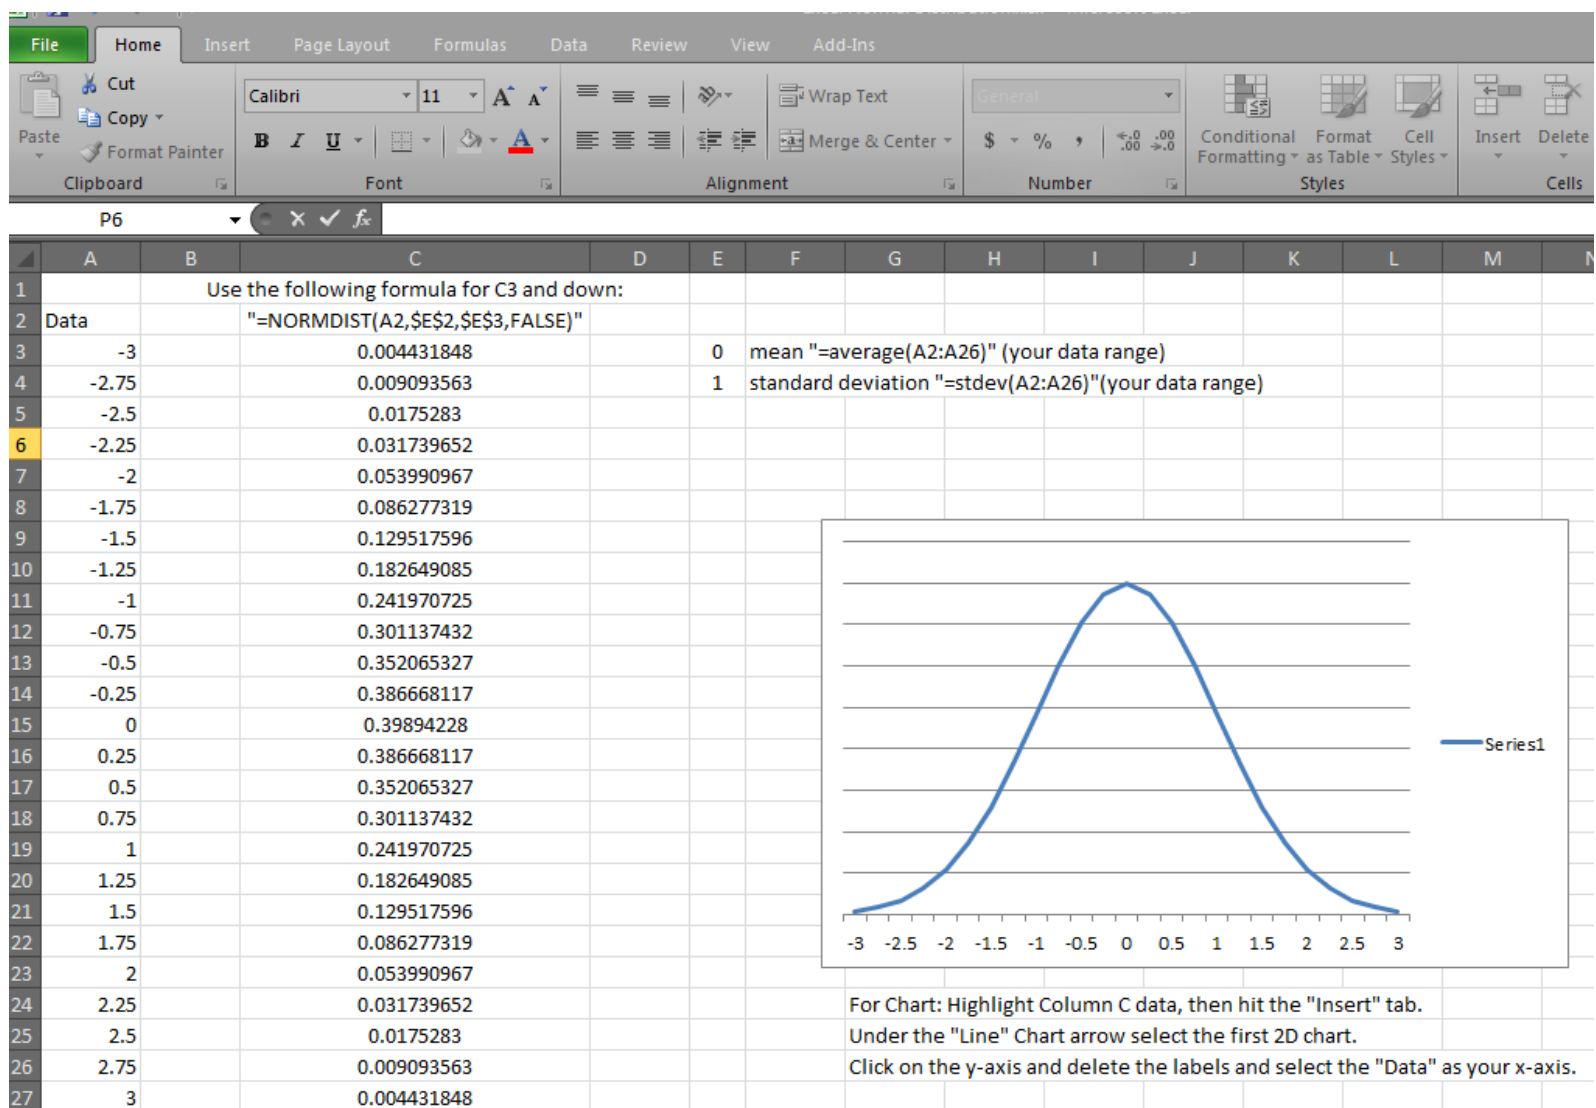 File Home Insert Page Layout Formulas Data Review View Add-Ins
Cut
Calibri 11 A A Wrap Text General
Copy
Paste
Format Painter
B I U A Merge & Center $ % , .0 .00 .00 .0
Conditional Formatting
Format as Table
Cell Styles
Insert Delete
Clipboard Font Alignment Number Styles Cells
P6 fx
A B C D E F G H I J K L M
1 Use the following formula for C3 and down:
2 Data "=NORMDIST(A2,$E$2,$E$3,FALSE)"
3 -3 0.004431848 0 mean "=average(A2:A26)" (your data range)
4 -2.75 0.009093563 1 standard deviation "=stdev(A2:A26)"(your data range)
5 -2.5 0.0175283
6 -2.25 0.031739652
7 -2 0.053990967
8 -1.75 0.086277319
9 -1.5 0.129517596
10 -1.25 0.182649085
11 -1 0.241970725
12 -0.75 0.301137432
13 -0.5 0.352065327
14 -0.25 0.386668117
15 0 0.39894228
16 0.25 0.386668117
17 0.5 0.352065327
18 0.75 0.301137432
19 1 0.241970725
20 1.25 0.182649085
21 1.5 0.129517596
22 1.75 0.086277319
23 2 0.053990967
24 2.25 0.031739652
25 2.5 0.0175283
26 2.75 0.009093563
27 3 0.004431848
Series1
-3 -2.5 -2 -1.5 -1 -0.5 0 0.5 1 1.5 2 2.5 3
For Chart: Highlight Column C data, then hit the "Insert" tab.
Under the "Line" Chart arrow select the first 2D chart.
Click on the y-axis and delete the labels and select the "Data" as your x-axis.